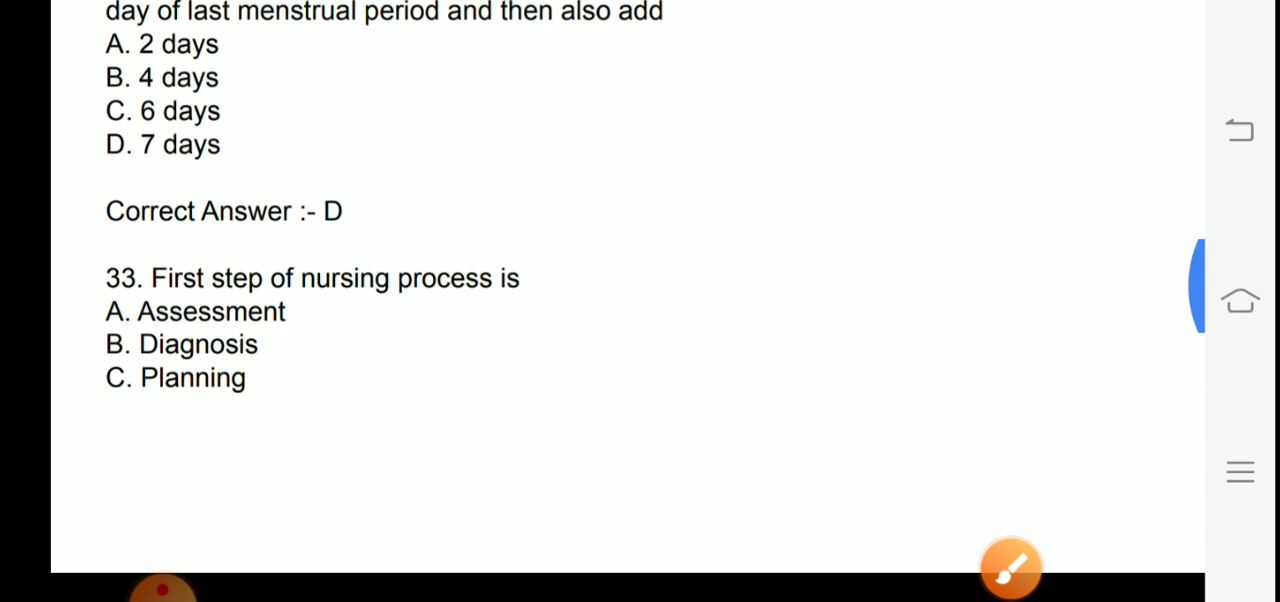 day of last menstrual period and then also add
A. 2 days
B. 4 days
C. 6 days
D. 7 days
Correct Answer :- D
33. First step of nursing process is
A. Assessment
B. Diagnosis
C. Planning